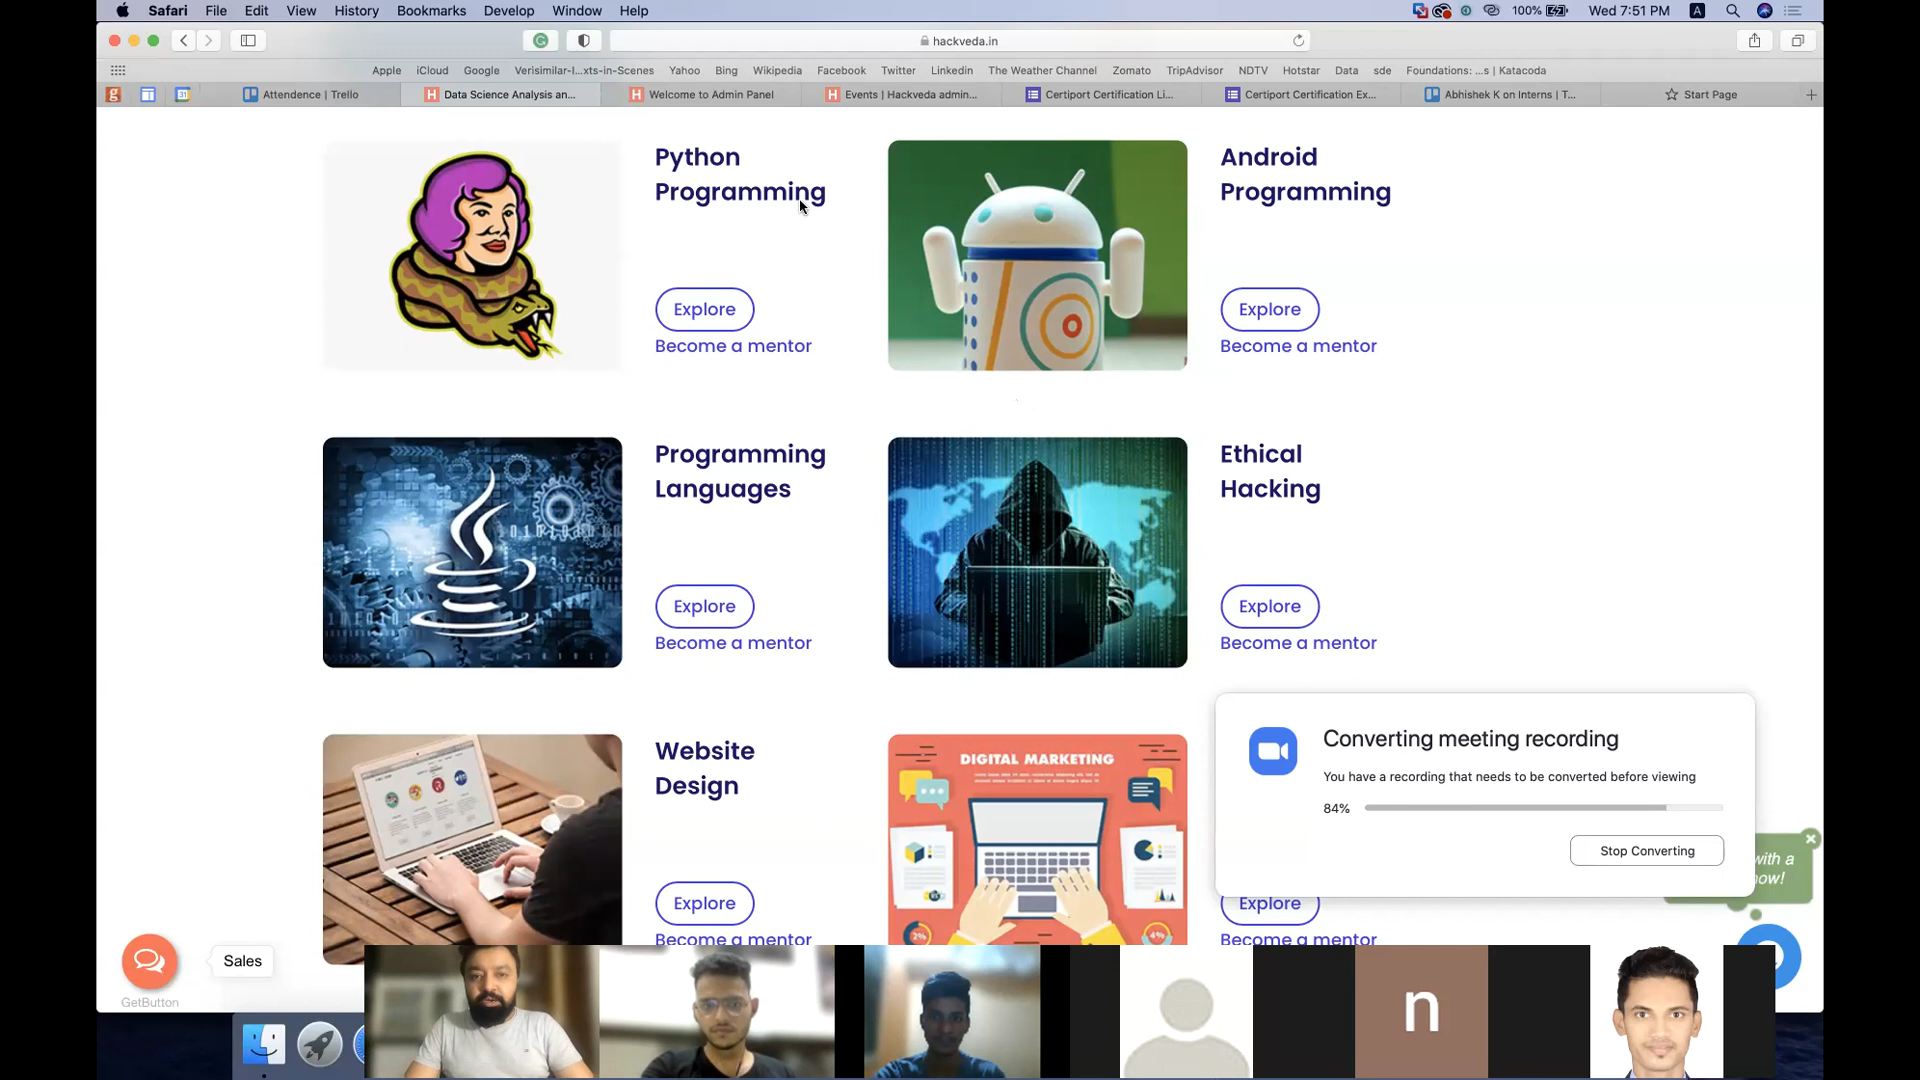 Safari File Edit View History Bookmarks Develop Window Help
100% Wed 7:51 PM A
hackveda.in
Apple iCloud Google Verisimilar-I...xts-in-Scenes Yahoo Bing Wikipedia Facebook Twitter Linkedin The Weather Channel Zomato TripAdvisor NDTV Hotstar Data sde Foundations: ...s | Katacoda
g 31 Attendence | Trello H Data Science Analysis an... H Welcome to Admin Panel H Events | Hackveda admin... Certiport Certification Li... Certiport Certification Ex... Abhishek K on Interns | T... Start Page
Python
Programming
Explore
Become a mentor
Android
Programming
Explore
Become a mentor
Programming
Languages
Explore
Become a mentor
Ethical
Hacking
Explore
Become a mentor
Website
Design
Explore
Become a mentor
DIGITAL MARKETING
2%
4%
Explore
Become a mentor
Converting meeting recording
You have a recording that needs to be converted before viewing
84%
Stop Converting
with a
now!
Sales
GetButton
n